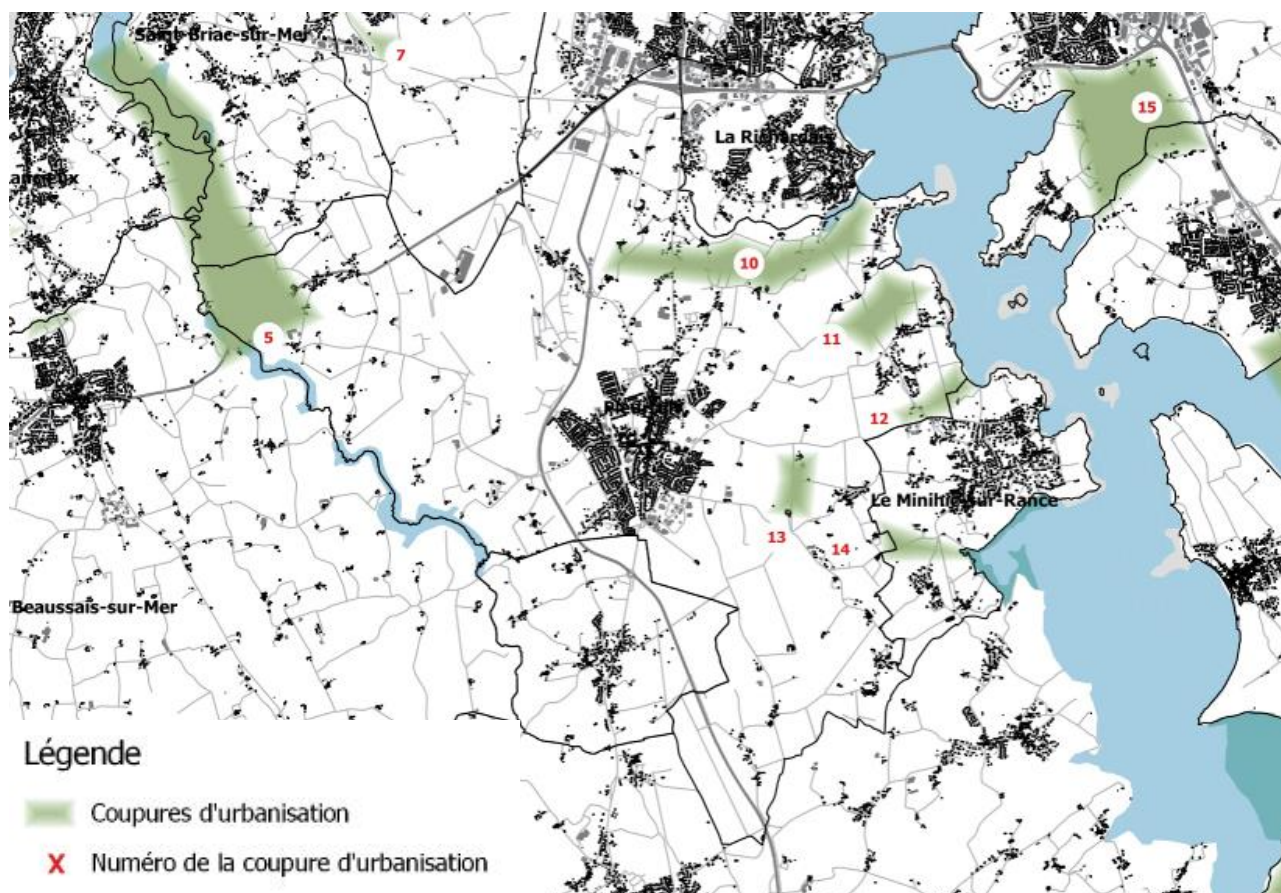 Saint-Briac-sur-Mer
7
15
La Richardais
10
5
11
12
Le Minihic-sur-Rance
13
14
Beaussais-sur-Mer
Légende
Coupures d'urbanisation
X Numéro de la coupure d'urbanisation